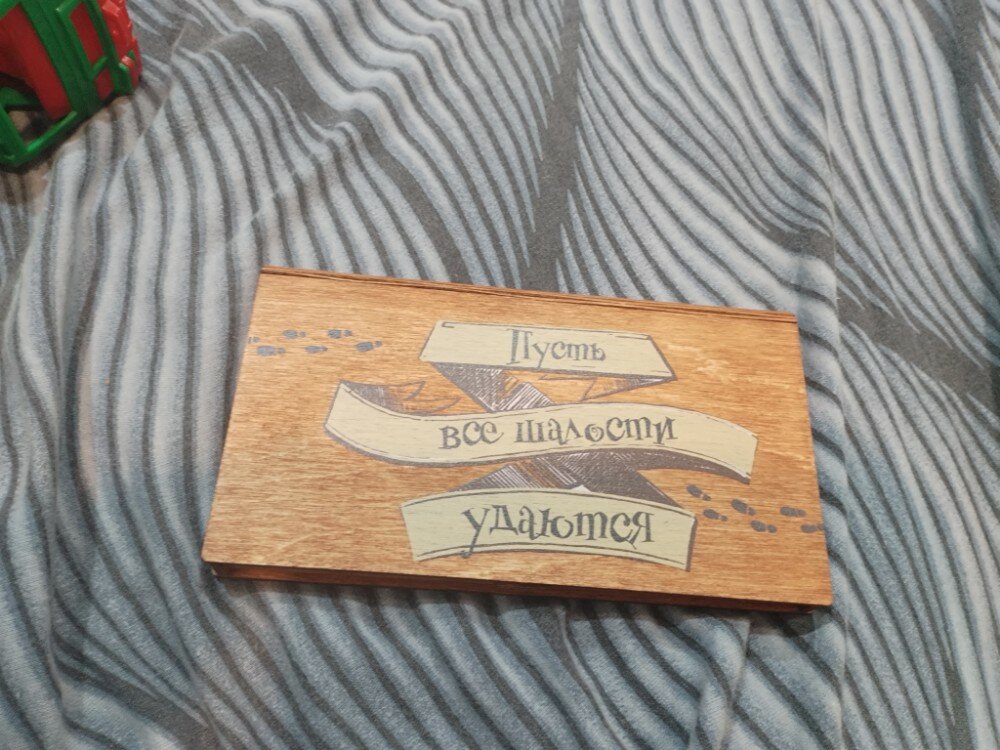 Пусть
все шалости
удаются